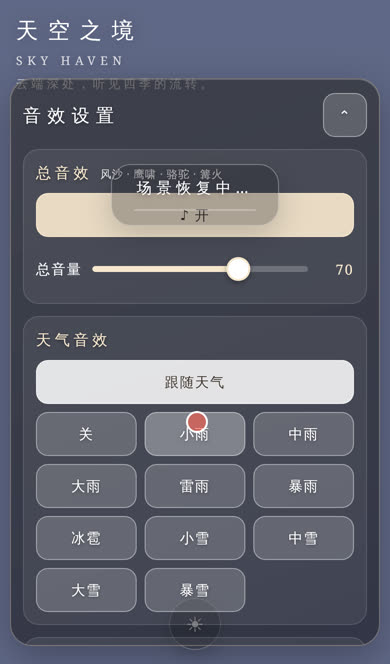 天空之境
SKY HAVEN
云端深处，听见四季的流转。
音效设置
总音效 风沙·鹰啸·骆驼·篝火
场景恢复中…
♪ 开
总音量 70
天气音效
跟随天气
关 小雨 中雨
大雨 雷雨 暴雨
冰雹 小雪 中雪
大雪 暴雪